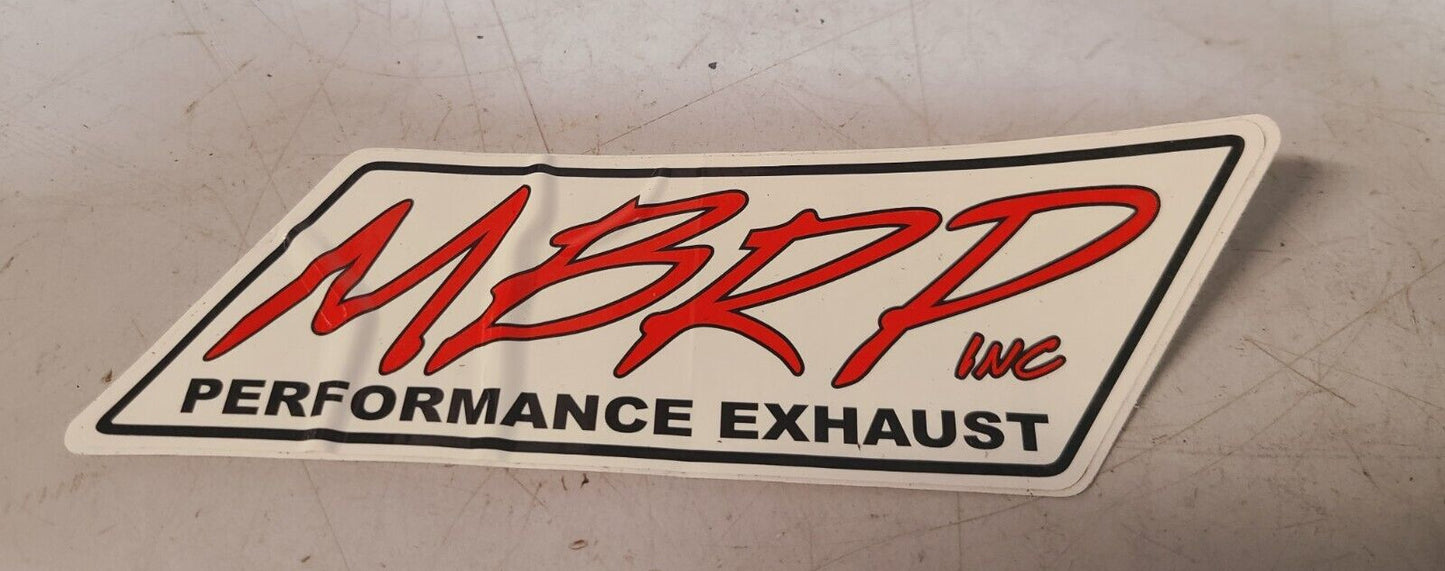 MBRP INC
PERFORMANCE EXHAUST